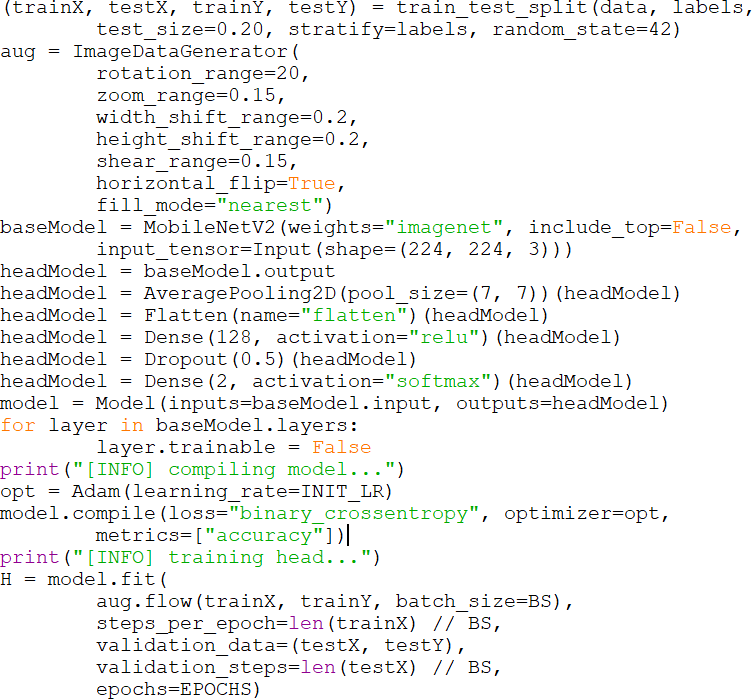 (trainX, testX, trainY, testY) = train_test_split(data, labels,
        test_size=0.20, stratify=labels, random_state=42)
aug = ImageDataGenerator(
        rotation_range=20,
        zoom_range=0.15,
        width_shift_range=0.2,
        height_shift_range=0.2,
        shear_range=0.15,
        horizontal_flip=True,
        fill_mode="nearest")
baseModel = MobileNetV2(weights="imagenet", include_top=False,
        input_tensor=Input(shape=(224, 224, 3)))
headModel = baseModel.output
headModel = AveragePooling2D(pool_size=(7, 7))(headModel)
headModel = Flatten(name="flatten")(headModel)
headModel = Dense(128, activation="relu")(headModel)
headModel = Dropout(0.5)(headModel)
headModel = Dense(2, activation="softmax")(headModel)
model = Model(inputs=baseModel.input, outputs=headModel)
for layer in baseModel.layers:
        layer.trainable = False
print("[INFO] compiling model...")
opt = Adam(learning_rate=INIT_LR)
model.compile(loss="binary_crossentropy", optimizer=opt,
        metrics=["accuracy"])
print("[INFO] training head...")
H = model.fit(
        aug.flow(trainX, trainY, batch_size=BS),
        steps_per_epoch=len(trainX) // BS,
        validation_data=(testX, testY),
        validation_steps=len(testX) // BS,
        epochs=EPOCHS)